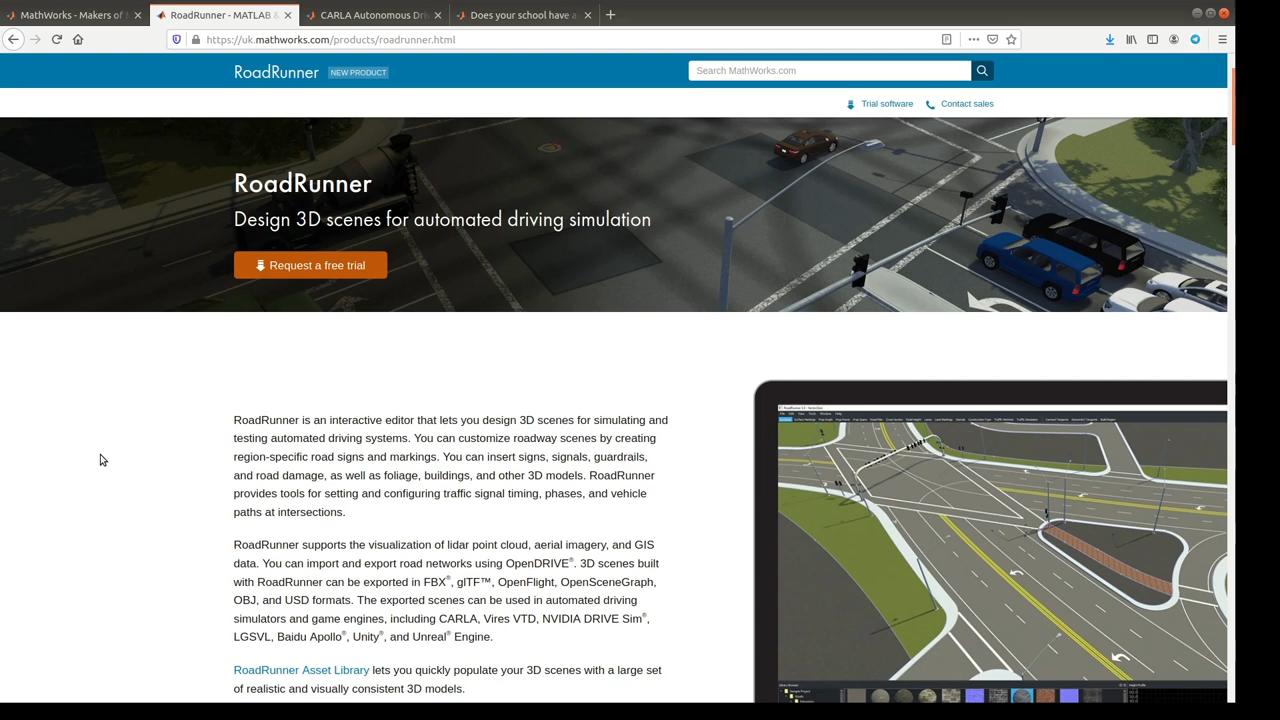 MathWorks - Makers of
RoadRunner - MATLAB &
CARLA Autonomous Dri
Does your school have a
https://uk.mathworks.com/products/roadrunner.html
RoadRunner NEW PRODUCT
Search MathWorks.com
Trial software
Contact sales
RoadRunner
Design 3D scenes for automated driving simulation
Request a free trial
RoadRunner is an interactive editor that lets you design 3D scenes for simulating and
testing automated driving systems. You can customize roadway scenes by creating
region-specific road signs and markings. You can insert signs, signals, guardrails,
and road damage, as well as foliage, buildings, and other 3D models. RoadRunner
provides tools for setting and configuring traffic signal timing, phases, and vehicle
paths at intersections.
RoadRunner supports the visualization of lidar point cloud, aerial imagery, and GIS
data. You can import and export road networks using OpenDRIVE®. 3D scenes built
with RoadRunner can be exported in FBX®, glTF™, OpenFlight, OpenSceneGraph,
OBJ, and USD formats. The exported scenes can be used in automated driving
simulators and game engines, including CARLA, Vires VTD, NVIDIA DRIVE Sim®,
LGSVL, Baidu Apollo®, Unity®, and Unreal® Engine.
RoadRunner Asset Library lets you quickly populate your 3D scenes with a large set
of realistic and visually consistent 3D models.